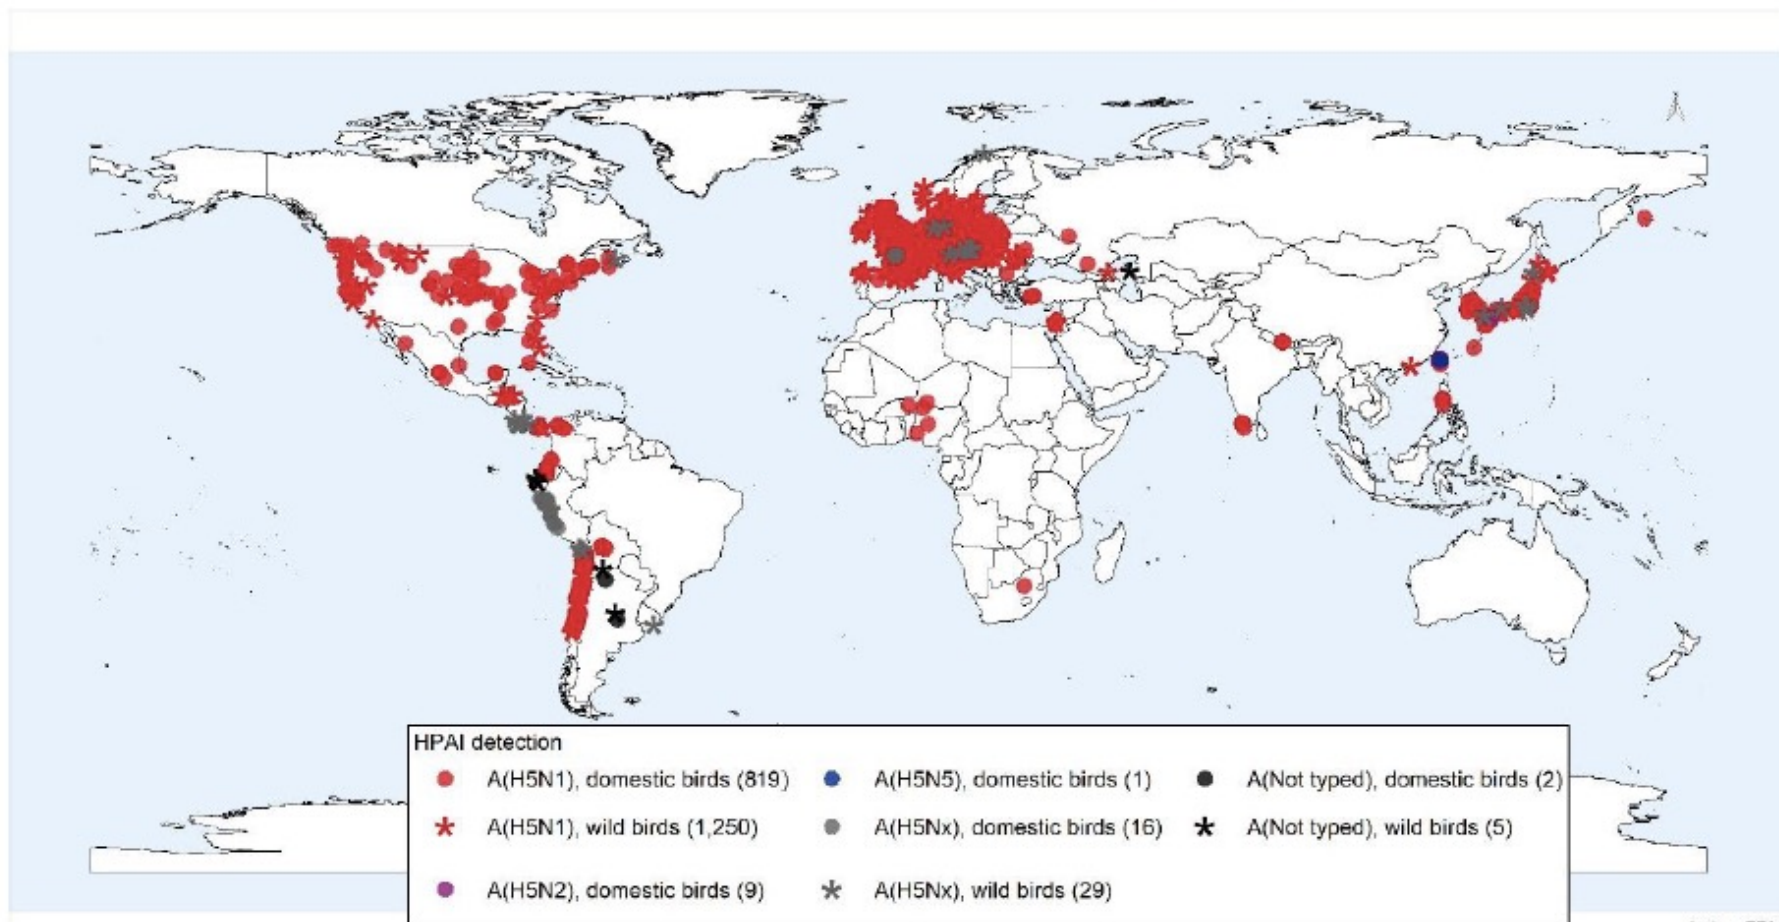 HPAI detection
A(H5N1), domestic birds (819)
A(H5N5), domestic birds (1)
A(Not typed), domestic birds (2)
A(H5N1), wild birds (1,250)
A(H5Nx), domestic birds (16)
A(Not typed), wild birds (5)
A(H5N2), domestic birds (9)
A(H5Nx), wild birds (29)